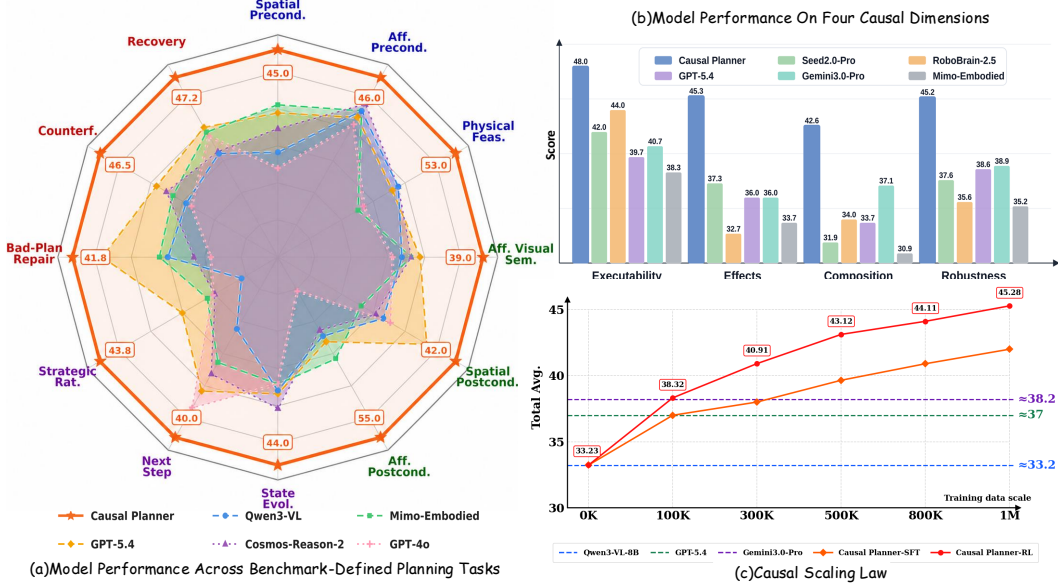 Spatial
Precond.
Aff.
Precond.
Physical
Feas.
Aff. Visual
Sem.
Spatial
Postcond.
Aff.
Postcond.
State
Evol.
Next
Step
Strategic
Rat.
Bad-Plan
Repair
Counterf.
Recovery
45.0
46.0
53.0
39.0
42.0
55.0
44.0
40.0
43.8
41.8
46.5
47.2
Causal Planner
Qwen3-VL
Mimo-Embodied
GPT-5.4
Cosmos-Reason-2
GPT-4o
(a)Model Performance Across Benchmark-Defined Planning Tasks
(b)Model Performance On Four Causal Dimensions
Causal Planner
Seed2.0-Pro
RoboBrain-2.5
GPT-5.4
Gemini3.0-Pro
Mimo-Embodied
Score
48.0
42.0
44.0
39.7
40.7
38.3
45.3
37.3
32.7
36.0
36.0
33.7
42.6
31.9
34.0
33.7
37.1
30.9
45.2
37.6
35.6
38.6
38.9
35.2
Executability
Effects
Composition
Robustness
Total Avg.
45
40
35
30
33.23
38.32
40.91
43.12
44.11
45.28
≈38.2
≈37
≈33.2
Training data scale
0K
100K
300K
500K
800K
1M
Qwen3-VL-8B
GPT-5.4
Gemini3.0-Pro
Causal Planner-SFT
Causal Planner-RL
(c)Causal Scaling Law